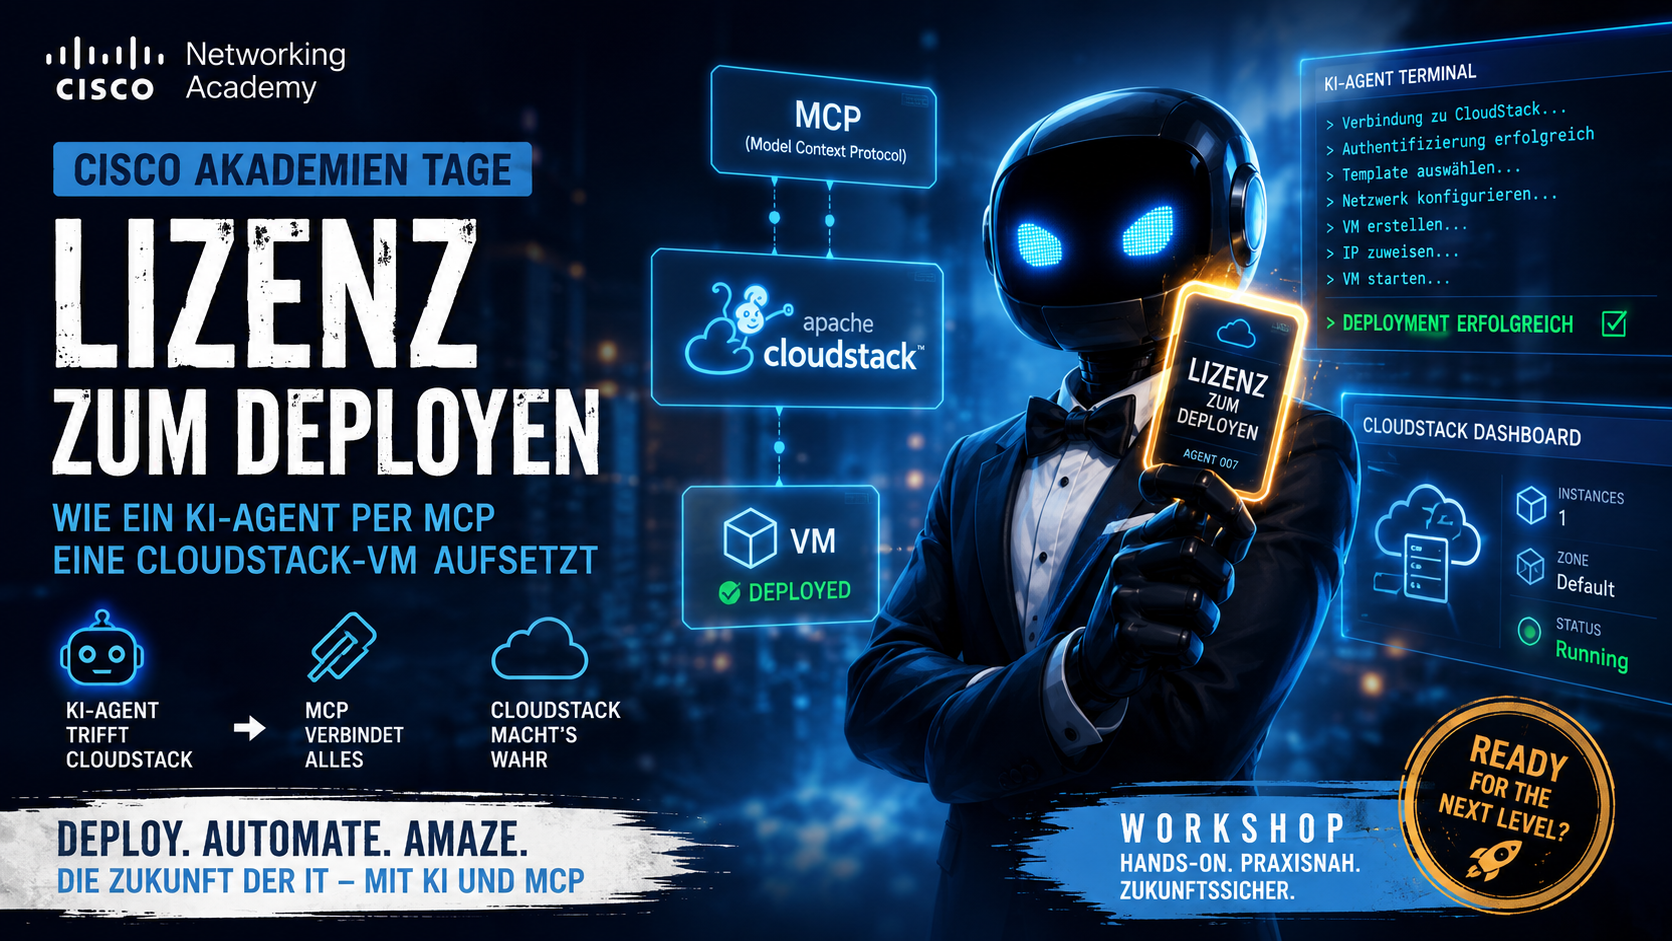 CISCO
Networking
Academy
CISCO AKADEMIEN TAGE
LIZENZ
ZUM DEPLOYEN
WIE EIN KI-AGENT PER MCP
EINE CLOUDSTACK-VM AUFSETZT
KI-AGENT
TRIFFT
CLOUDSTACK
MCP
VERBINDET
ALLES
CLOUDSTACK
MACHT'S
WAHR
DEPLOY. AUTOMATE. AMAZE.
DIE ZUKUNFT DER IT – MIT KI UND MCP
MCP
(Model Context Protocol)
apache
cloudstack™
VM
DEPLOYED
LIZENZ
ZUM
DEPLOYEN
AGENT 007
KI-AGENT TERMINAL
> Verbindung zu CloudStack...
> Authentifizierung erfolgreich
> Template auswählen...
> Netzwerk konfigurieren...
> VM erstellen...
> IP zuweisen...
> VM starten...
> DEPLOYMENT ERFOLGREICH
CLOUDSTACK DASHBOARD
INSTANCES
1
ZONE
Default
STATUS
Running
WORKSHOP
HANDS-ON. PRAXISNAH.
ZUKUNFTSSICHER.
READY
FOR THE
NEXT LEVEL?